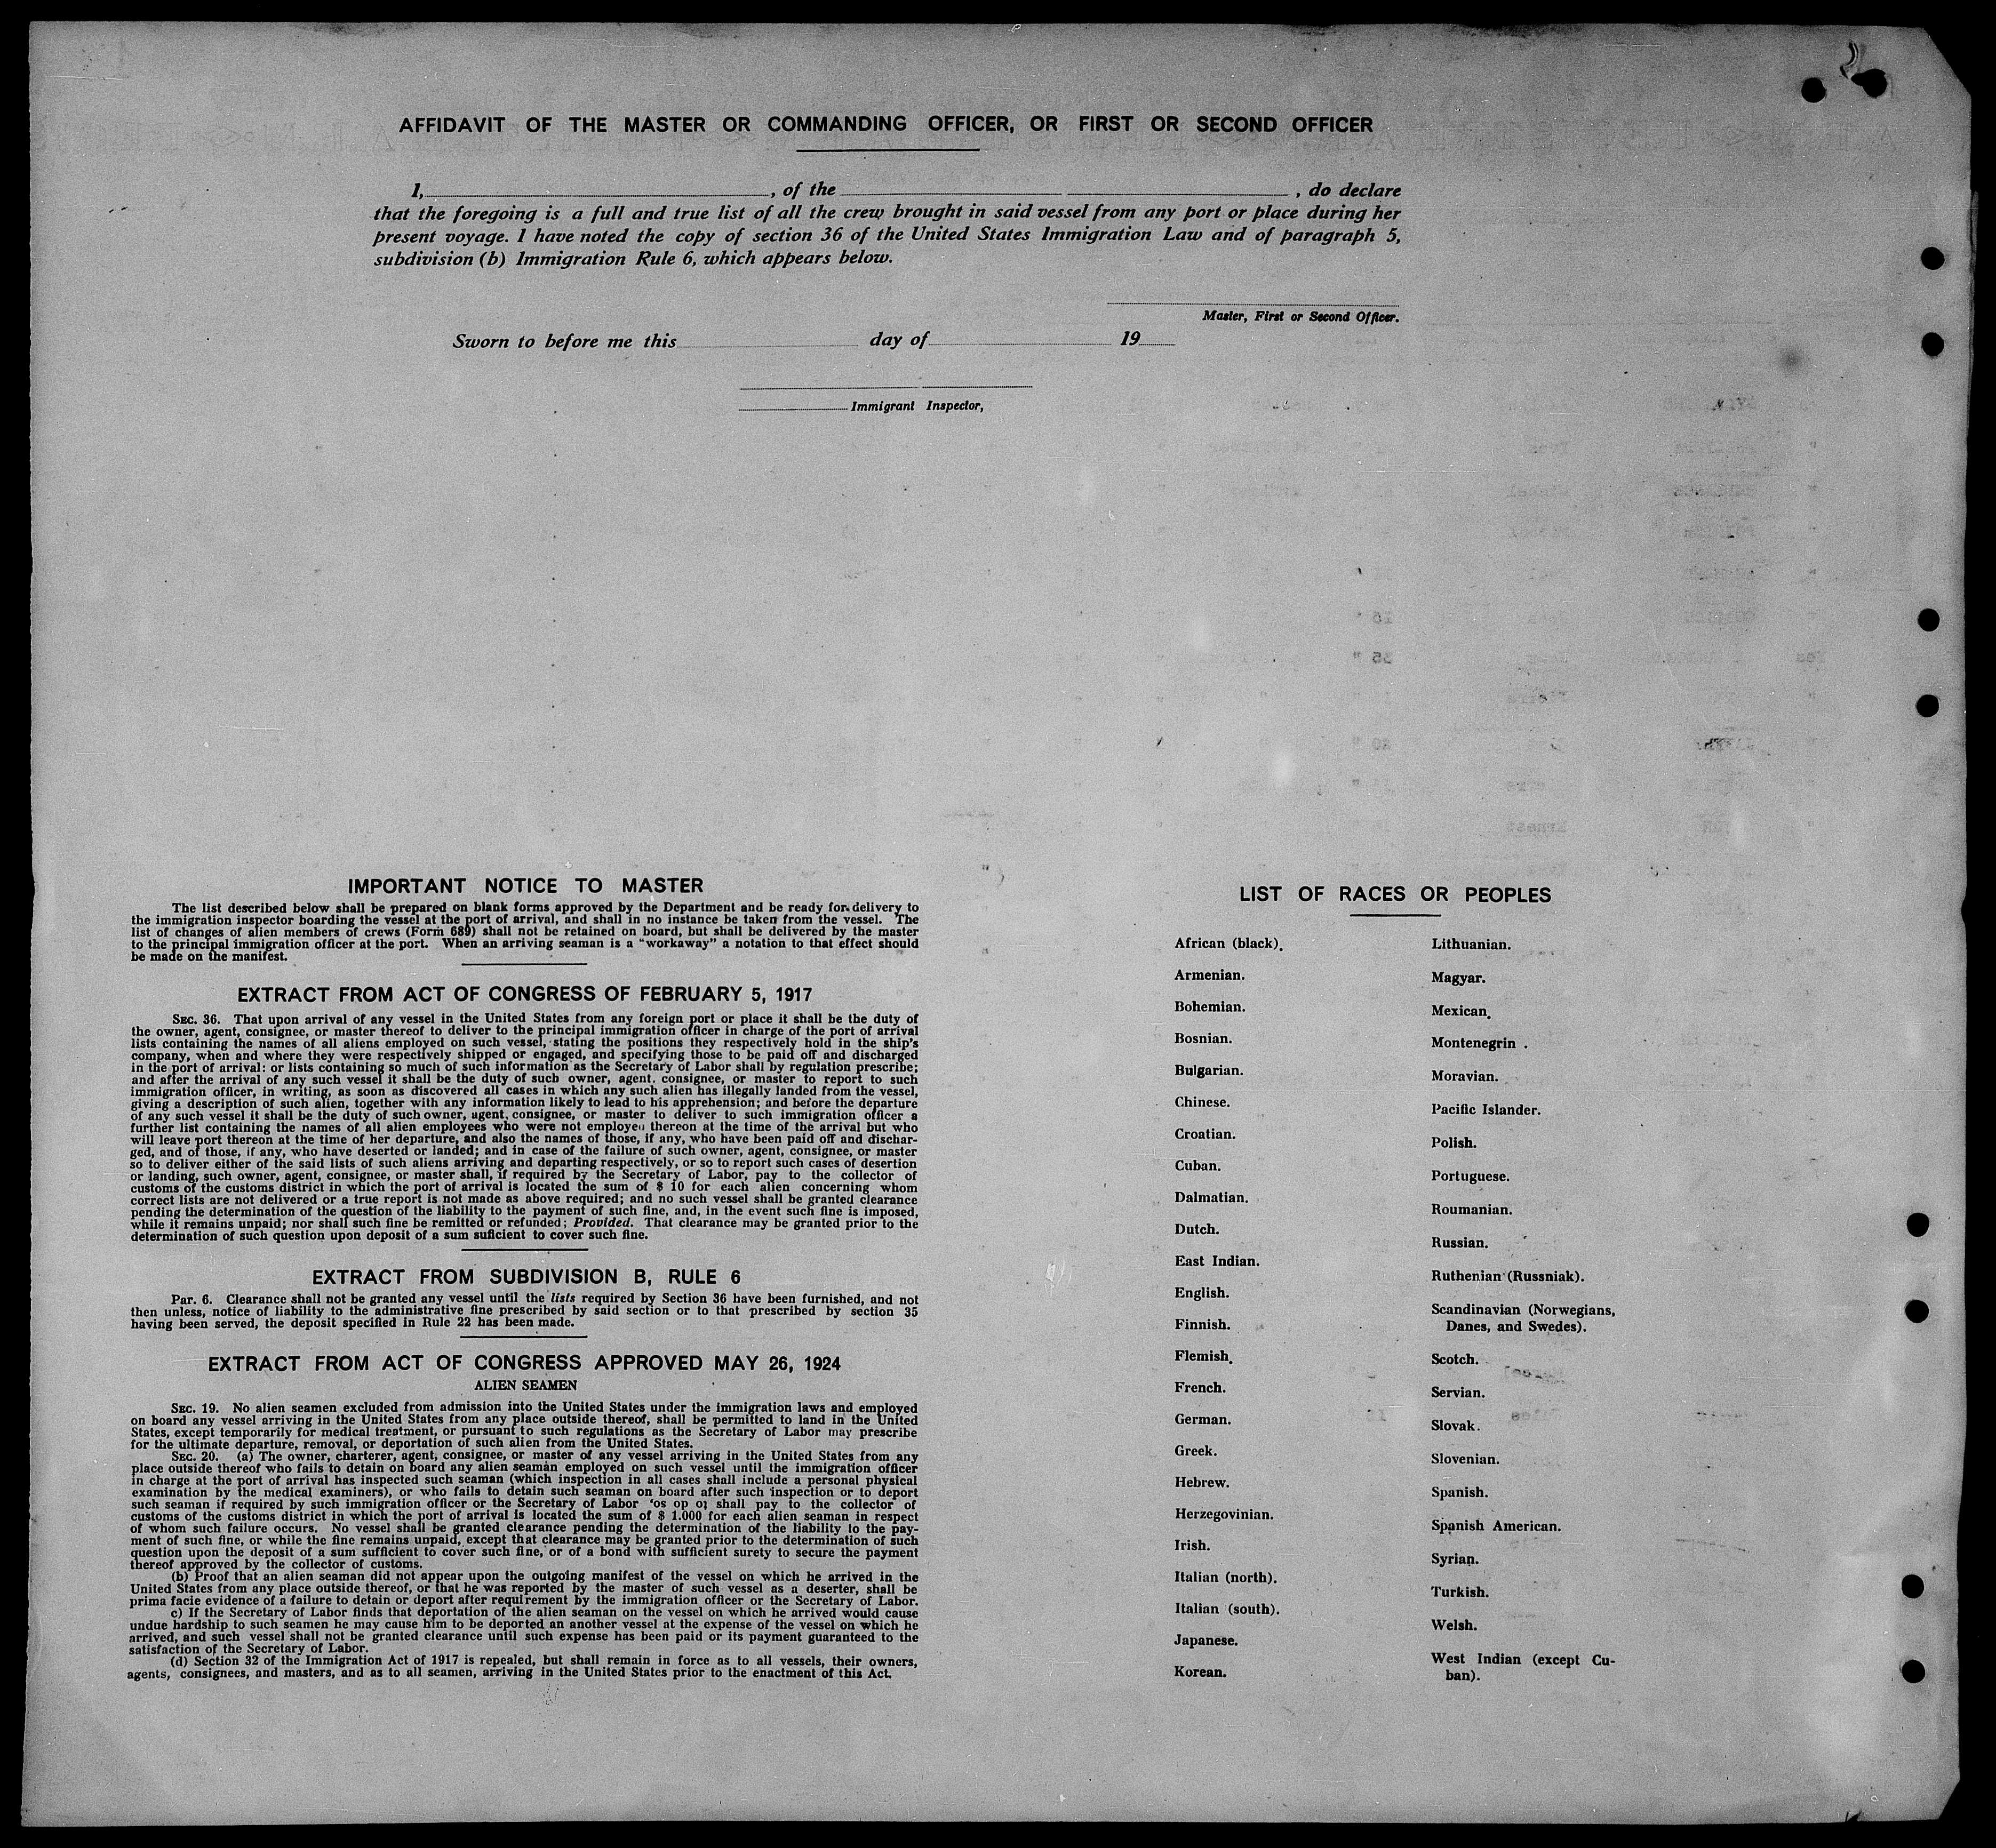 AFFIDAVIT OF THE MASTER OR COMMANDING OFFICER, OR FIRST OR SECOND OFFICER
I, , of the , do declare
that the foregoing is a full and true list of all the crew brought in said vessel from any port or place during her
present voyage. I have noted the copy of section 36 of the United States Immigration Law and of paragraph 5,
subdivision (b) Immigration Rule 6, which appears below.
Master, First or Second Officer.
Sworn to before me this day of 19
Immigrant Inspector,
IMPORTANT NOTICE TO MASTER
The list described below shall be prepared on blank forms approved by the Department and be ready for delivery to
the immigration inspector boarding the vessel at the port of arrival, and shall in no instance be taken from the vessel. The
list of changes of alien members of crews (Form 689) shall not be retained on board, but shall be delivered by the master
to the principal immigration officer at the port. When an arriving seaman is a "workaway" a notation to that effect should
be made on the manifest.
EXTRACT FROM ACT OF CONGRESS OF FEBRUARY 5, 1917
SEC. 36. That upon arrival of any vessel in the United States from any foreign port or place it shall be the duty of
the owner, agent, consignee, or master thereof to deliver to the principal immigration officer in charge of the port of arrival
lists containing the names of all aliens employed on such vessel, stating the positions they respectively hold in the ship's
company, when and where they were respectively shipped or engaged, and specifying those to be paid off and discharged
in the port of arrival: or lists containing so much of such information as the Secretary of Labor shall by regulation prescribe;
and after the arrival of any such vessel it shall be the duty of such owner, agent, consignee, or master to report to such
immigration officer, in writing, as soon as discovered all cases in which any such alien has illegally landed from the vessel,
giving a description of such alien, together with any information likely to lead to his apprehension; and before the departure
of any such vessel it shall be the duty of such owner, agent, consignee, or master to deliver to such immigration officer a
further list containing the names of all alien employees who were not employed thereon at the time of the arrival but who
will leave port thereon at the time of her departure, and also the names of those, if any, who have been paid off and dischar-
ged, and of those, if any, who have deserted or landed; and in case of the failure of such owner, agent, consignee, or master
so to deliver either of the said lists of such aliens arriving and departing respectively, or so to report such cases of desertion
or landing, such owner, agent, consignee, or master shall, if required by the Secretary of Labor, pay to the collector of
customs of the customs district in which the port of arrival is located the sum of $ 10 for each alien concerning whom
correct lists are not delivered or a true report is not made as above required; and no such vessel shall be granted clearance
pending the determination of the question of the liability to the payment of such fine, and, in the event such fine is imposed,
while it remains unpaid; nor shall such fine be remitted or refunded; Provided. That clearance may be granted prior to the
determination of such question upon deposit of a sum suficient to cover such fine.
EXTRACT FROM SUBDIVISION B, RULE 6
Par. 6. Clearance shall not be granted any vessel until the lists required by Section 36 have been furnished, and not
then unless, notice of liability to the administrative fine prescribed by said section or to that prescribed by section 35
having been served, the deposit specified in Rule 22 has been made.
EXTRACT FROM ACT OF CONGRESS APPROVED MAY 26, 1924
ALIEN SEAMEN
SEC. 19. No alien seamen excluded from admission into the United States under the immigration laws and employed
on board any vessel arriving in the United States from any place outside thereof, shall be permitted to land in the United
States, except temporarily for medical treatment, or pursuant to such regulations as the Secretary of Labor may prescribe
for the ultimate departure, removal, or deportation of such alien from the United States.
SEC. 20. (a) The owner, charterer, agent, consignee, or master of any vessel arriving in the United States from any
place outside thereof who fails to detain on board any alien seaman employed on such vessel until the immigration officer
in charge at the port of arrival has inspected such seaman (which inspection in all cases shall include a personal physical
examination by the medical examiners), or who fails to detain such seaman on board after such inspection or to deport
such seaman if required by such immigration officer or the Secretary of Labor 'os op oʇ shall pay to the collector of
customs of the customs district in which the port of arrival is located the sum of $ 1.000 for each alien seaman in respect
of whom such failure occurs. No vessel shall be granted clearance pending the determination of the liability to the pay-
ment of such fine, or while the fine remains unpaid, except that clearance may be granted prior to the determination of such
question upon the deposit of a sum sufficient to cover such fine, or of a bond with sufficient surety to secure the payment
thereof approved by the collector of customs.
(b) Proof that an alien seaman did not appear upon the outgoing manifest of the vessel on which he arrived in the
United States from any place outside thereof, or that he was reported by the master of such vessel as a deserter, shall be
prima facie evidence of a failure to detain or deport after requirement by the immigration officer or the Secretary of Labor.
c) If the Secretary of Labor finds that deportation of the alien seaman on the vessel on which he arrived would cause
undue hardship to such seamen he may cause him to be deported an another vessel at the expense of the vessel on which he
arrived, and such vessel shall not be granted clearance until such expense has been paid or its payment guaranteed to the
satisfaction of the Secretary of Labor.
(d) Section 32 of the Immigration Act of 1917 is repealed, but shall remain in force as to all vessels, their owners,
agents, consignees, and masters, and as to all seamen, arriving in the United States prior to the enactment of this Act.
LIST OF RACES OR PEOPLES
African (black).
Armenian.
Bohemian.
Bosnian.
Bulgarian.
Chinese.
Croatian.
Cuban.
Dalmatian.
Dutch.
East Indian.
English.
Finnish.
Flemish.
French.
German.
Greek.
Hebrew.
Herzegovinian.
Irish.
Italian (north).
Italian (south).
Japanese.
Korean.
Lithuanian.
Magyar.
Mexican.
Montenegrin .
Moravian.
Pacific Islander.
Polish.
Portuguese.
Roumanian.
Russian.
Ruthenian (Russniak).
Scandinavian (Norwegians,
Danes, and Swedes).
Scotch.
Servian.
Slovak.
Slovenian.
Spanish.
Spanish American.
Syrian.
Turkish.
Welsh.
West Indian (except Cu-
ban).